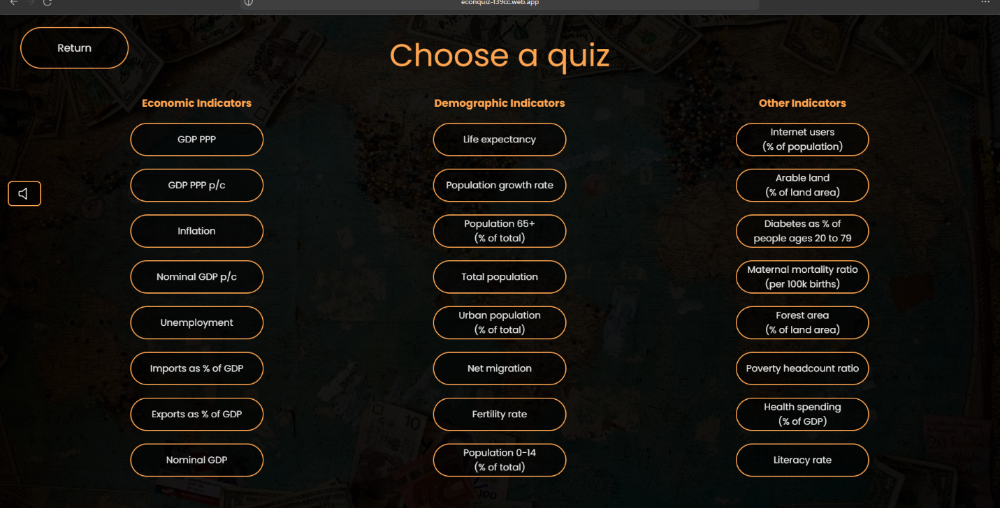 econquiz-f39cc.web.app
Return
Choose a quiz
Economic Indicators
GDP PPP
GDP PPP p/c
Inflation
Nominal GDP p/c
Unemployment
Imports as % of GDP
Exports as % of GDP
Nominal GDP
Demographic Indicators
Life expectancy
Population growth rate
Population 65+
(% of total)
Total population
Urban population
(% of total)
Net migration
Fertility rate
Population 0-14
(% of total)
Other Indicators
Internet users
(% of population)
Arable land
(% of land area)
Diabetes as % of
people ages 20 to 79
Maternal mortality ratio
(per 100k births)
Forest area
(% of land area)
Poverty headcount ratio
Health spending
(% of GDP)
Literacy rate